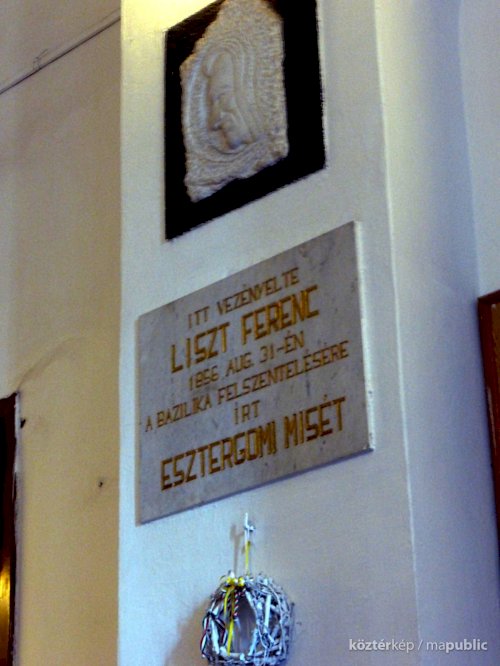 ITT VEZÉNYELTE
LISZT FERENC
1856 AUG. 31-ÉN
A BAZILIKA FELSZENTELÉSÉRE
ÍRT
ESZTERGOMI MISÉT
köztérkép / mapublic